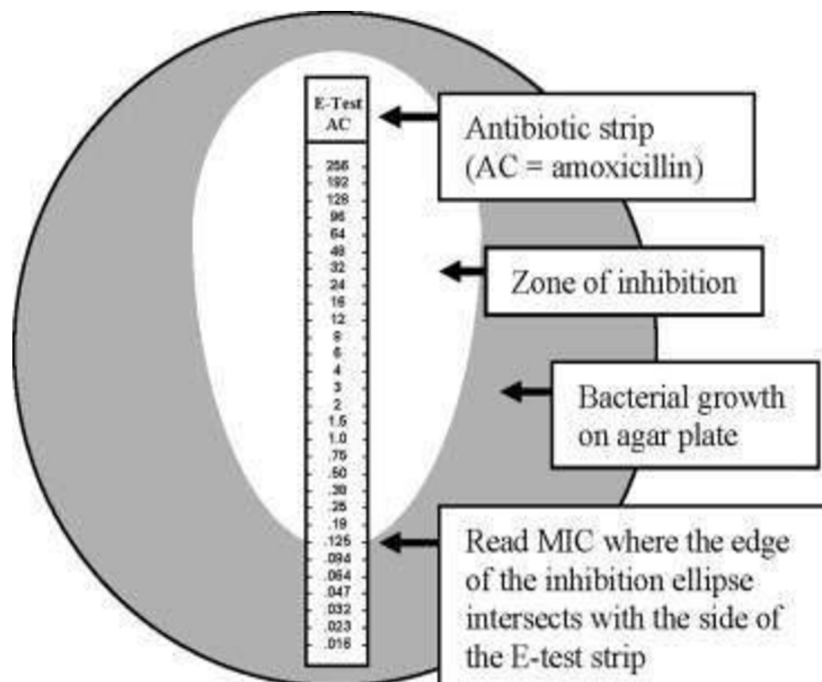 E-Test
AC
256
192
128
96
64
48
32
24
16
12
8
6
4
3
2
1.5
1.0
.75
.50
.38
.25
.19
.125
.094
.064
.047
.032
.023
.016
Antibiotic strip
(AC = amoxicillin)
Zone of inhibition
Bacterial growth
on agar plate
Read MIC where the edge
of the inhibition ellipse
intersects with the side of
the E-test strip